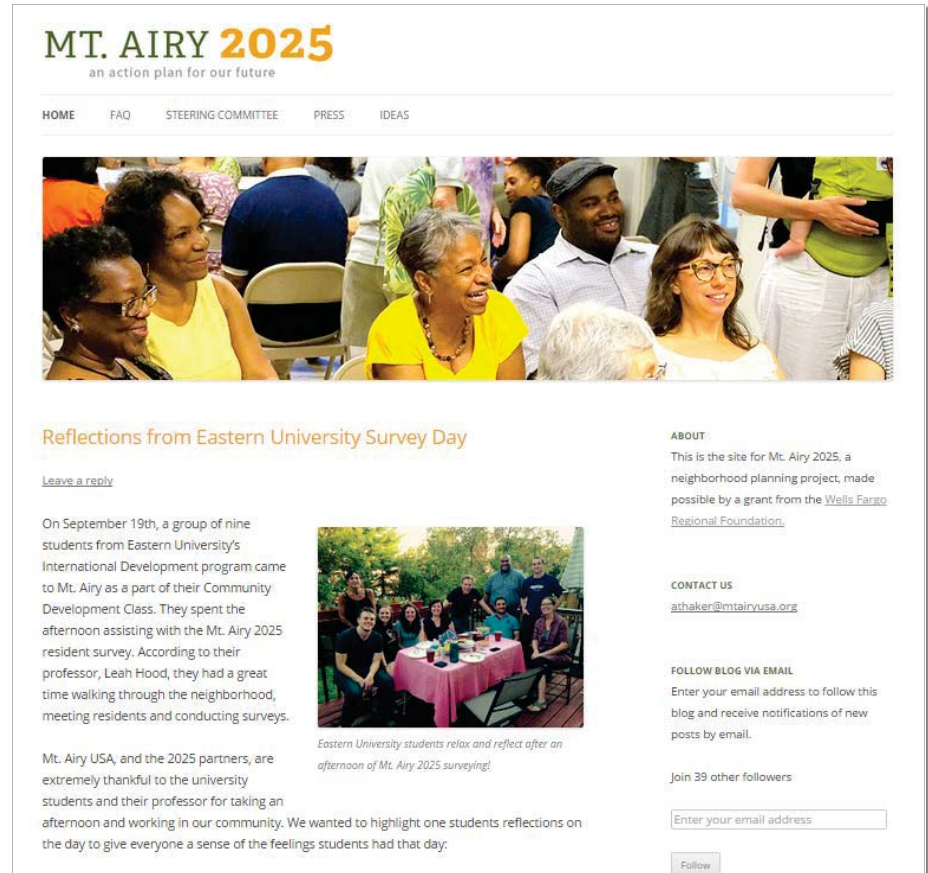 MT. AIRY 2025
an action plan for our future
HOME FAQ STEERING COMMITTEE PRESS IDEAS
Reflections from Eastern University Survey Day
Leave a reply
On September 19th, a group of nine
students from Eastern University's
International Development program came
to Mt. Airy as a part of their Community
Development Class. They spent the
afternoon assisting with the Mt. Airy 2025
resident survey. According to their
professor, Leah Hood, they had a great
time walking through the neighborhood,
meeting residents and conducting surveys.
Eastern University students relax and reflect after an
afternoon of Mt. Airy 2025 surveying!
Mt. Airy USA, and the 2025 partners, are
extremely thankful to the university
students and their professor for taking an
afternoon and working in our community. We wanted to highlight one students reflections on
the day to give everyone a sense of the feelings students had that day:
ABOUT
This is the site for Mt. Airy 2025, a
neighborhood planning project, made
possible by a grant from the Wells Fargo
Regional Foundation.
CONTACT US
athaker@mtairyusa.org
FOLLOW BLOG VIA EMAIL
Enter your email address to follow this
blog and receive notifications of new
posts by email.
Join 39 other followers
Enter your email address
Follow